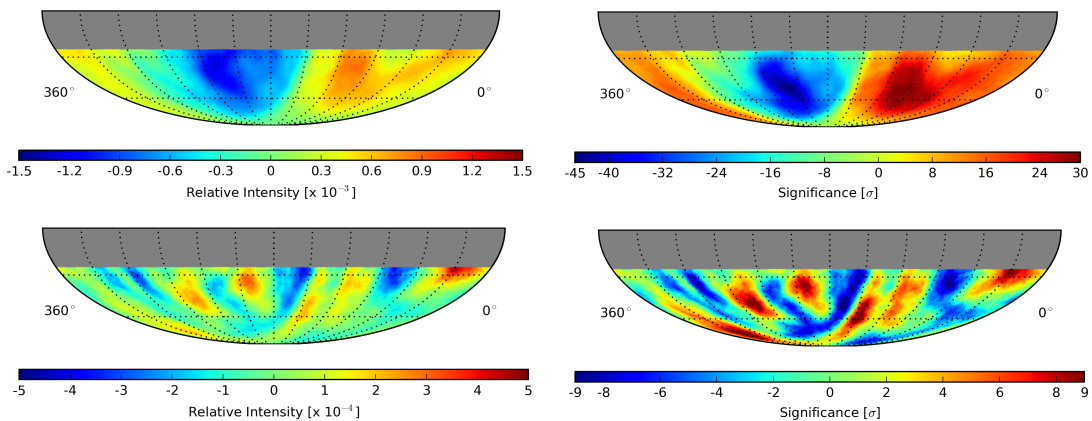 360° 0° 360° 0°
-1.5 -1.2 -0.9 -0.6 -0.3 0 0.3 0.6 0.9 1.2 1.5
Relative Intensity [x 10⁻³]
-45 -40 -32 -24 -16 -8 0 8 16 24 30
Significance [σ]
360° 0° 360° 0°
-5 -4 -3 -2 -1 0 1 2 3 4 5
Relative Intensity [x 10⁻⁴]
-9 -8 -6 -4 -2 0 2 4 6 8 9
Significance [σ]